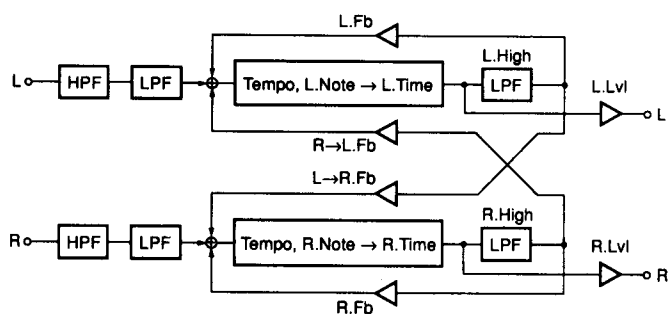 L.Fb
L.High
L HPF LPF Tempo, L.Note → L.Time LPF L.Lvl L
R→L.Fb
L→R.Fb
R.High
R HPF LPF Tempo, R.Note → R.Time LPF R.Lvl R
R.Fb